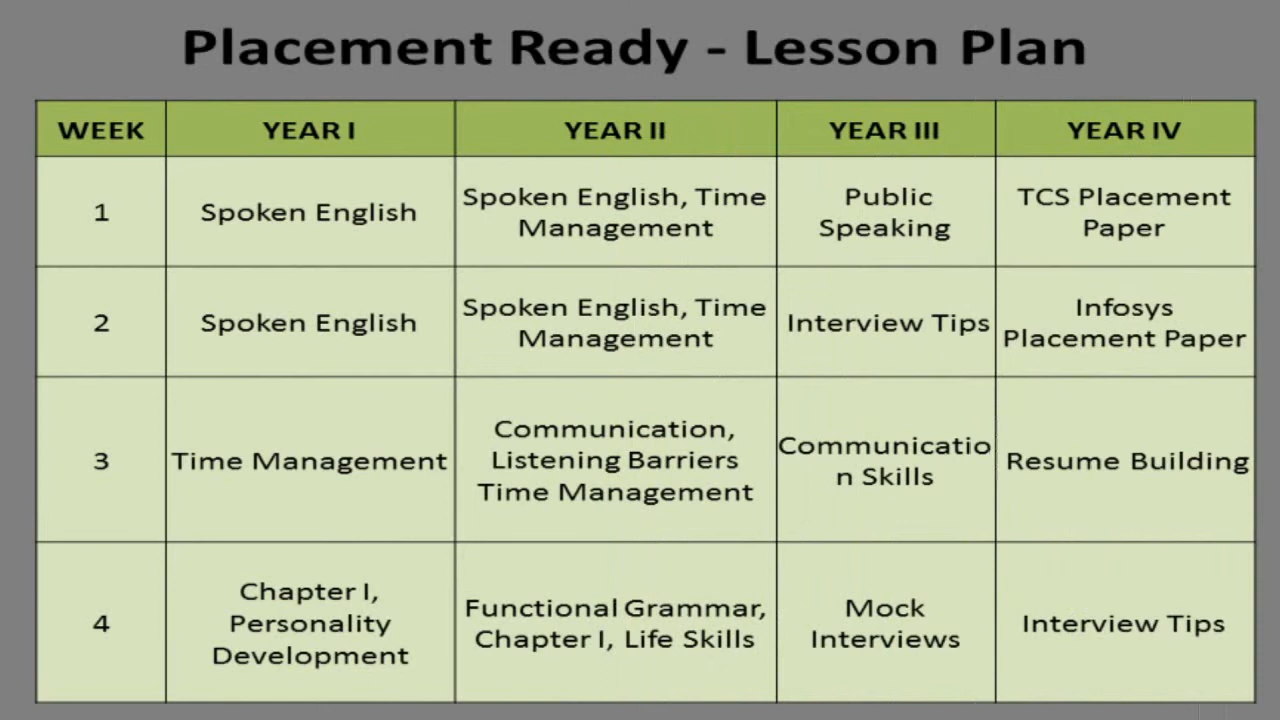 Placement Ready - Lesson Plan
WEEK YEAR I YEAR II YEAR III YEAR IV
1
Spoken English
Spoken English, Time
Management
Public
Speaking
TCS Placement
Paper
2
Spoken English
Spoken English, Time
Management
Interview Tips
Infosys
Placement Paper
3
Time Management
Communication,
Listening Barriers
Time Management
Communicatio
n Skills
Resume Building
4
Chapter I,
Personality
Development
Functional Grammar,
Chapter I, Life Skills
Mock
Interviews
Interview Tips